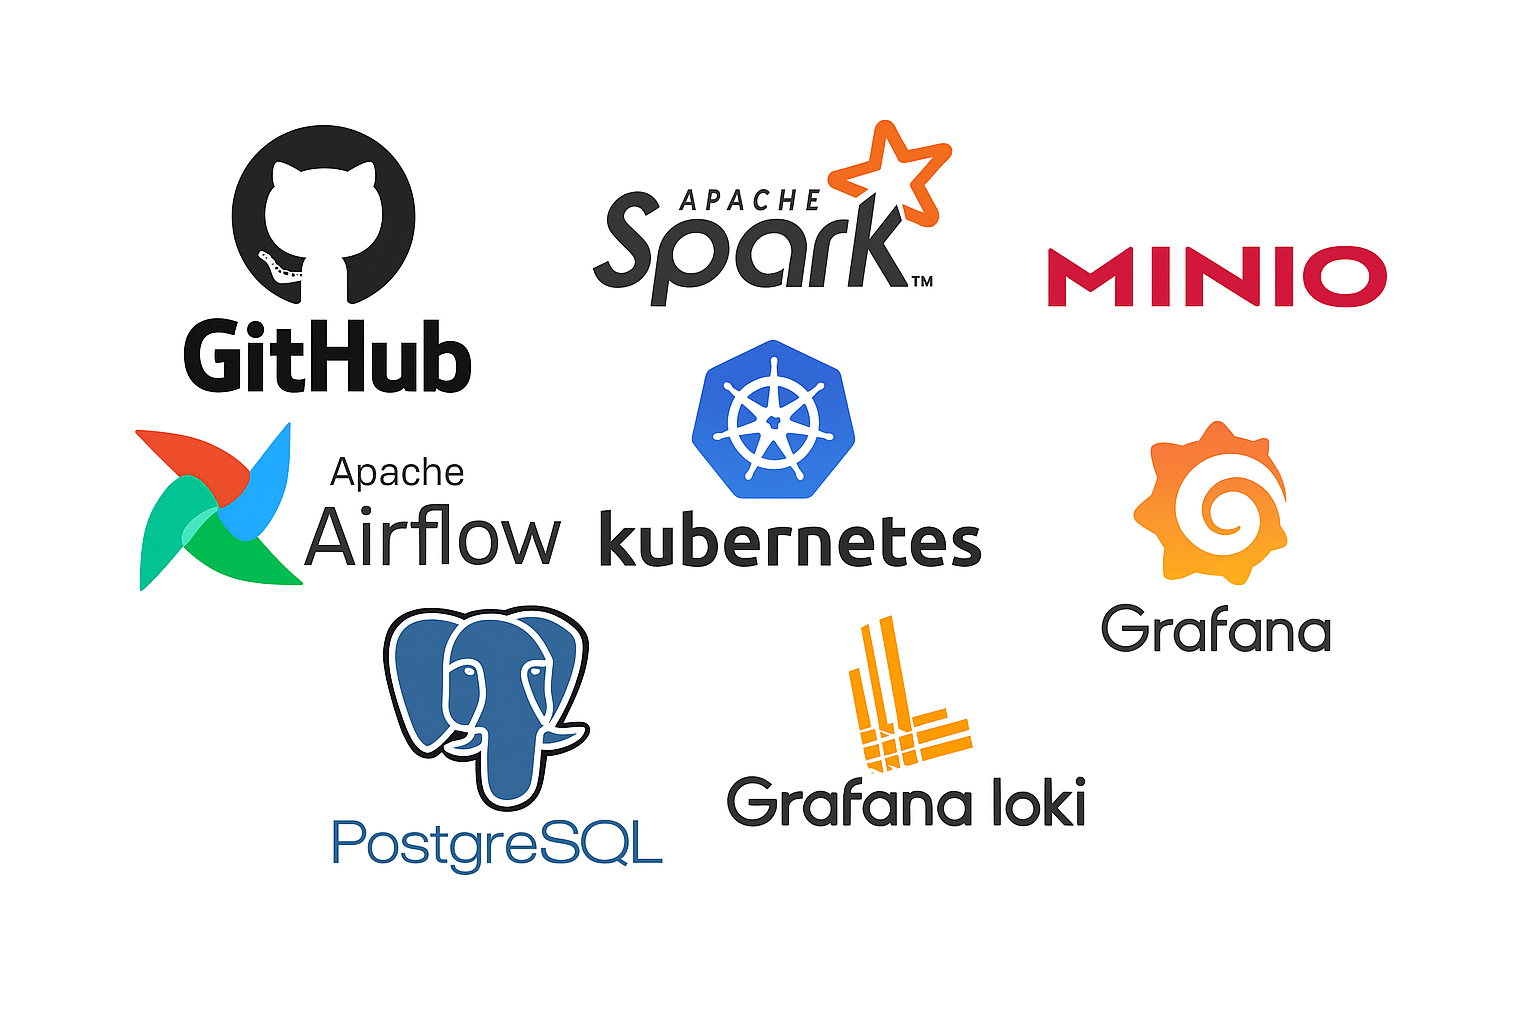 GitHub
APACHE
Spark™
MINIO
Apache
Airflow
kubernetes
Grafana
PostgreSQL
Grafana loki